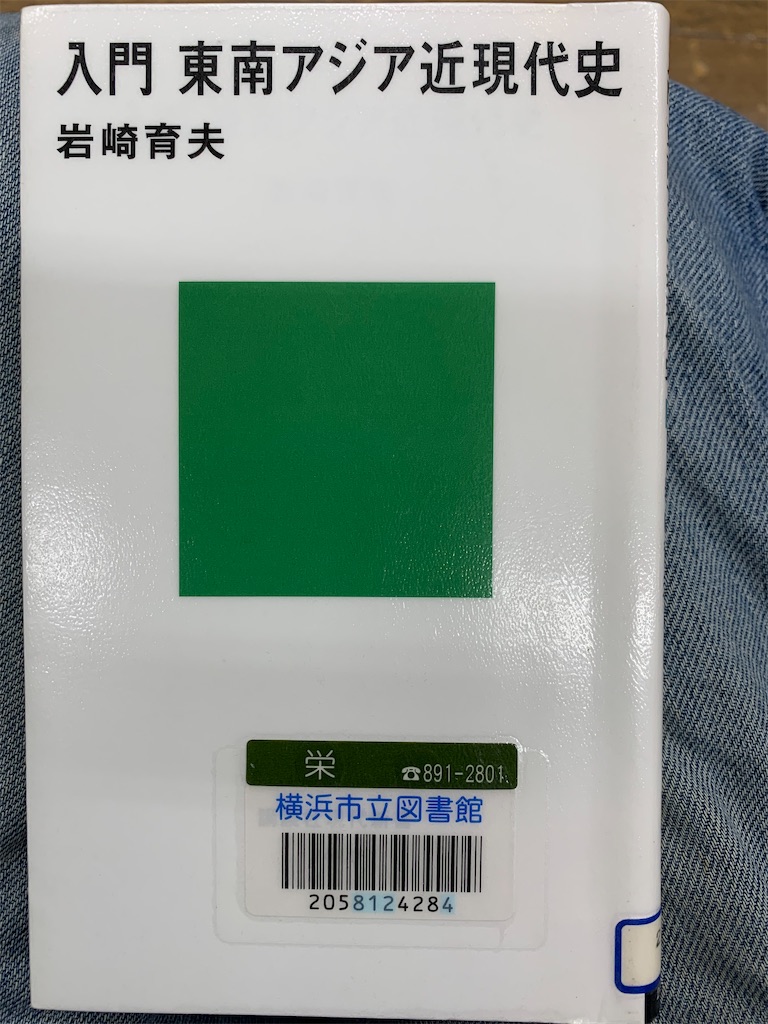 入門 東南アジア近現代史
岩崎育夫
栄 ☎891-2801
横浜市立図書館
2058124284